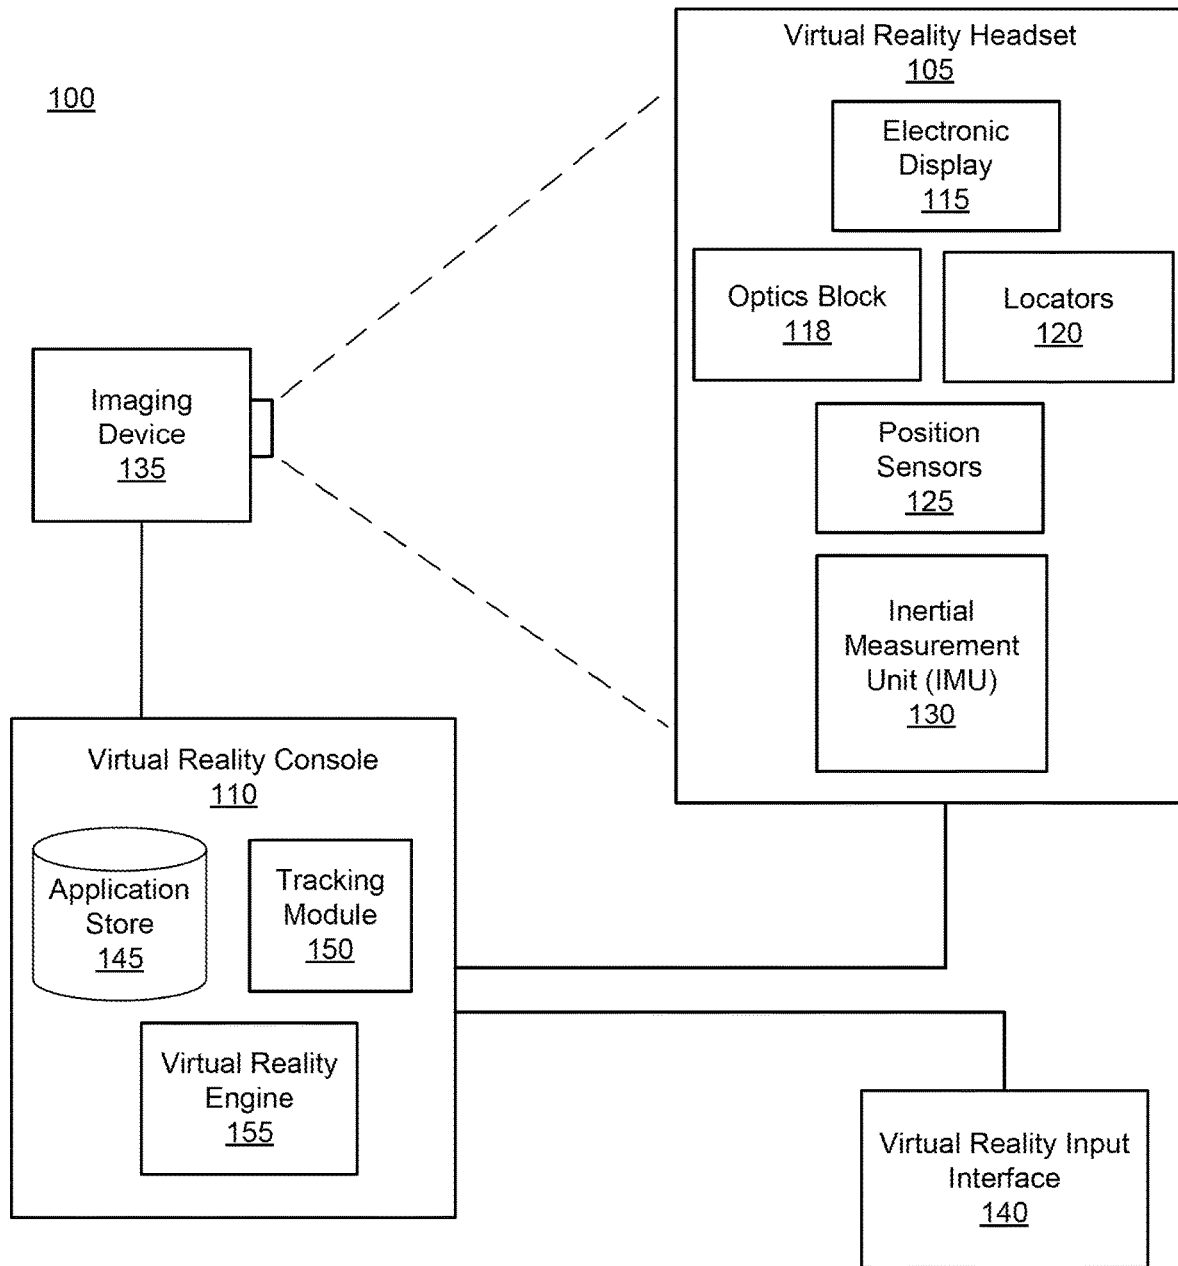 100
Virtual Reality Headset
105
Electronic
Display
115
Optics Block
118
Locators
120
Position
Sensors
125
Inertial
Measurement
Unit (IMU)
130
Imaging
Device
135
Virtual Reality Console
110
Application
Store
145
Tracking
Module
150
Virtual Reality
Engine
155
Virtual Reality Input
Interface
140